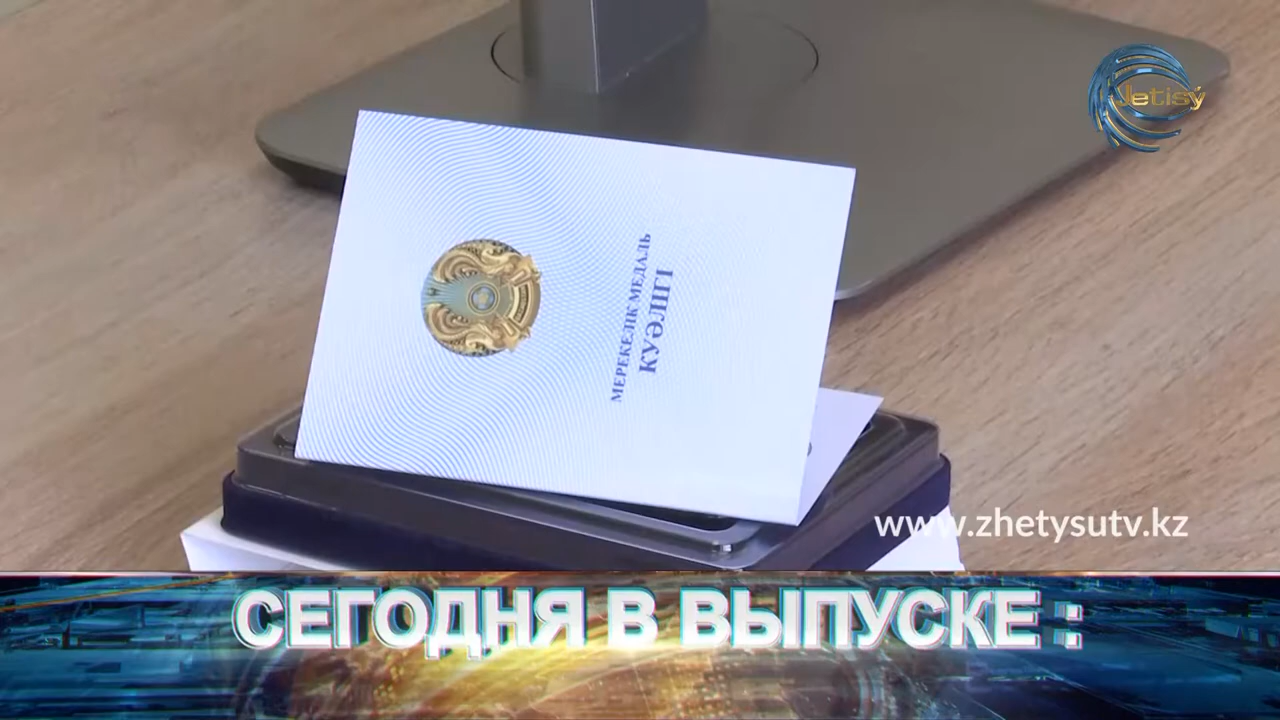 Jetisý
МЕРЕКЕЛІК МЕДАЛЬ
КУӘЛІГІ
www.zhetysutv.kz
СЕГОДНЯ В ВЫПУСКЕ :